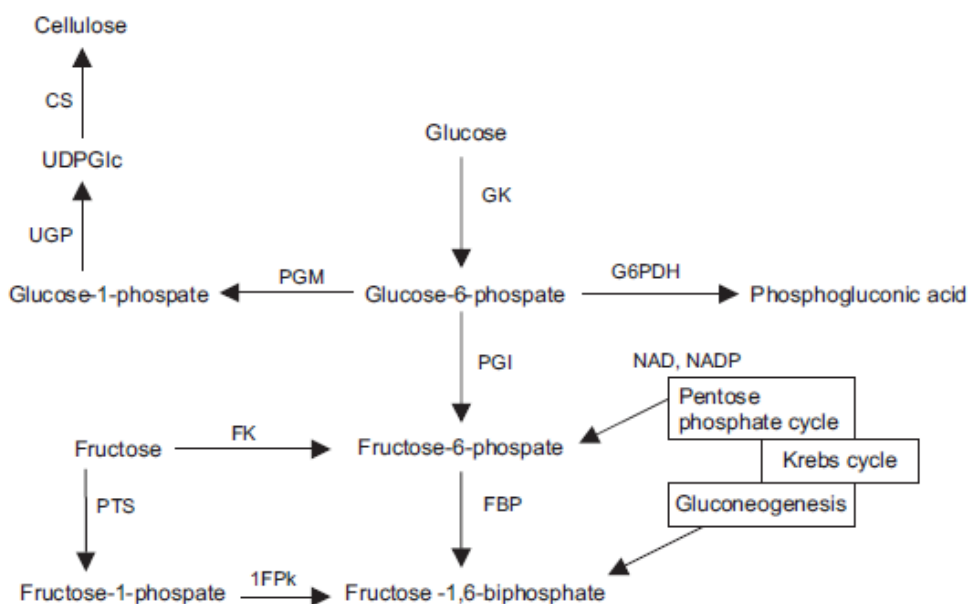 Cellulose
CS
Glucose
UDPGlc
GK
UGP
PGM
G6PDH
Glucose-1-phospate
Glucose-6-phospate
Phosphogluconic acid
PGI
NAD, NADP
Pentose
phosphate cycle
FK
Fructose
Fructose-6-phospate
Krebs cycle
PTS
FBP
Gluconeogenesis
1FPk
Fructose-1-phospate
Fructose -1,6-biphosphate